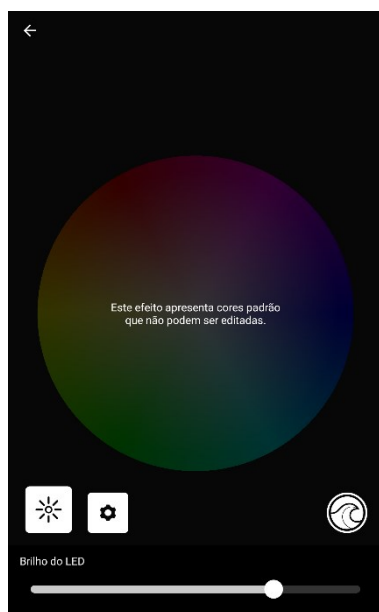 Este efeito apresenta cores padrão
que não podem ser editadas.
Brilho do LED